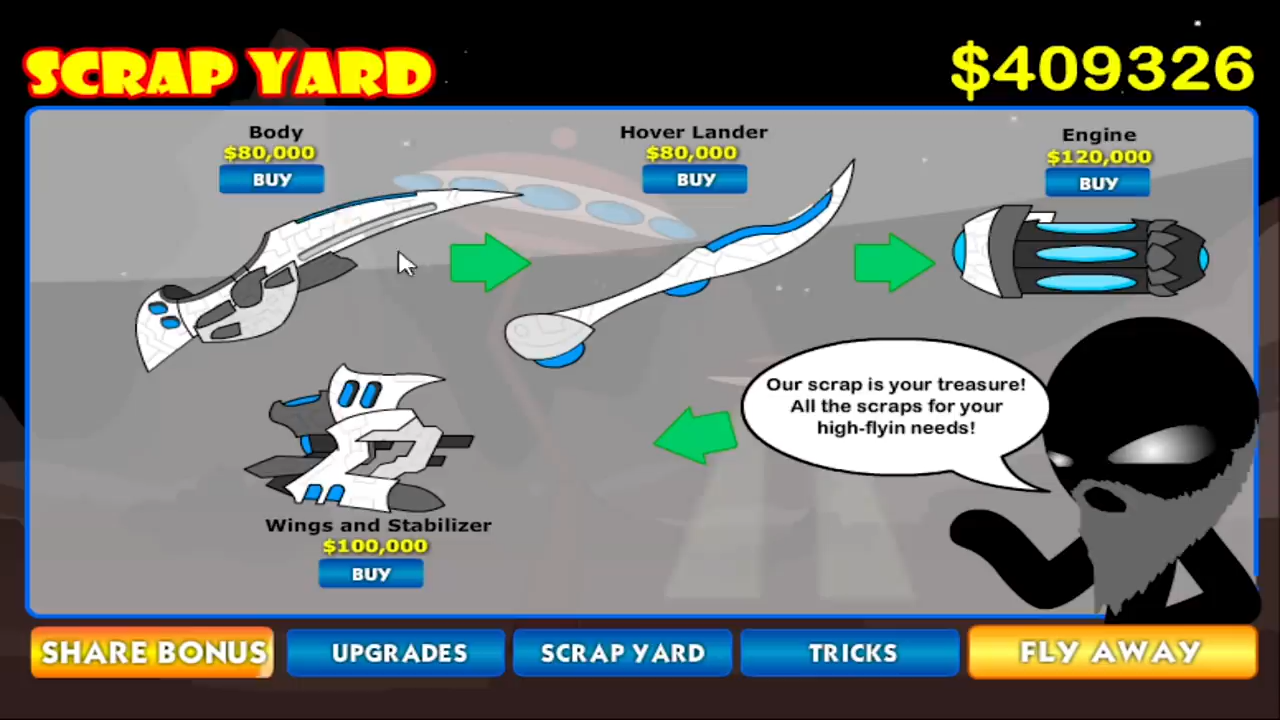 SCRAP YARD
$409326
Body
$80,000
BUY
Hover Lander
$80,000
BUY
Engine
$120,000
BUY
Our scrap is your treasure!
All the scraps for your
high-flyin needs!
Wings and Stabilizer
$100,000
BUY
SHARE BONUS
UPGRADES
SCRAP YARD
TRICKS
FLY AWAY